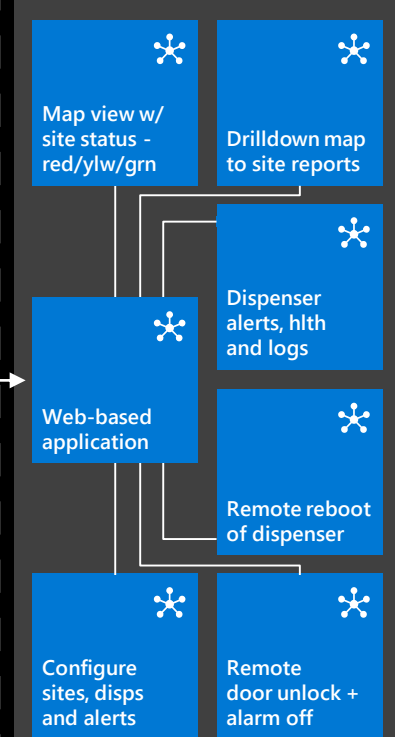 Map view w/
site status -
red/ylw/grn
Drilldown map
to site reports
Dispenser
alerts, hlth
and logs
Web-based
application
Remote reboot
of dispenser
Configure
sites, disps
and alerts
Remote
door unlock +
alarm off